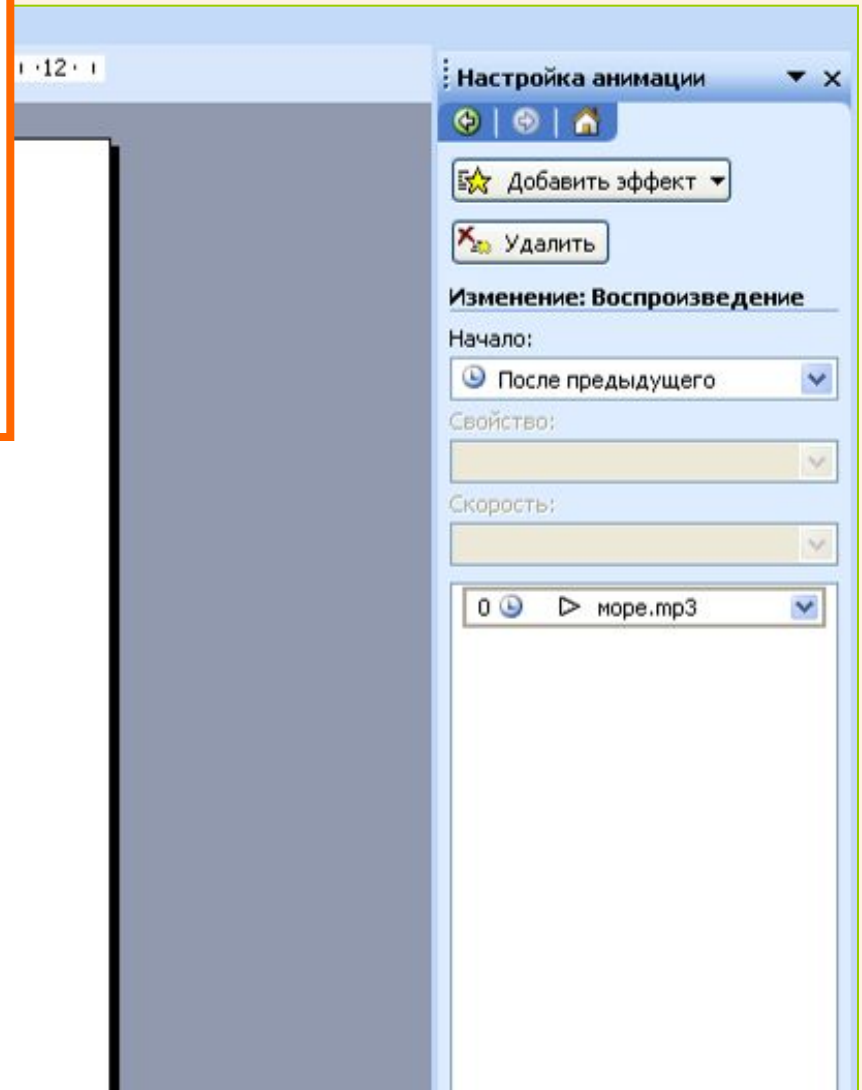 12
Настройка анимации
Добавить эффект
Удалить
Изменение: Воспроизведение
Начало:
После предыдущего
Свойство:
Скорость:
0 море.mp3